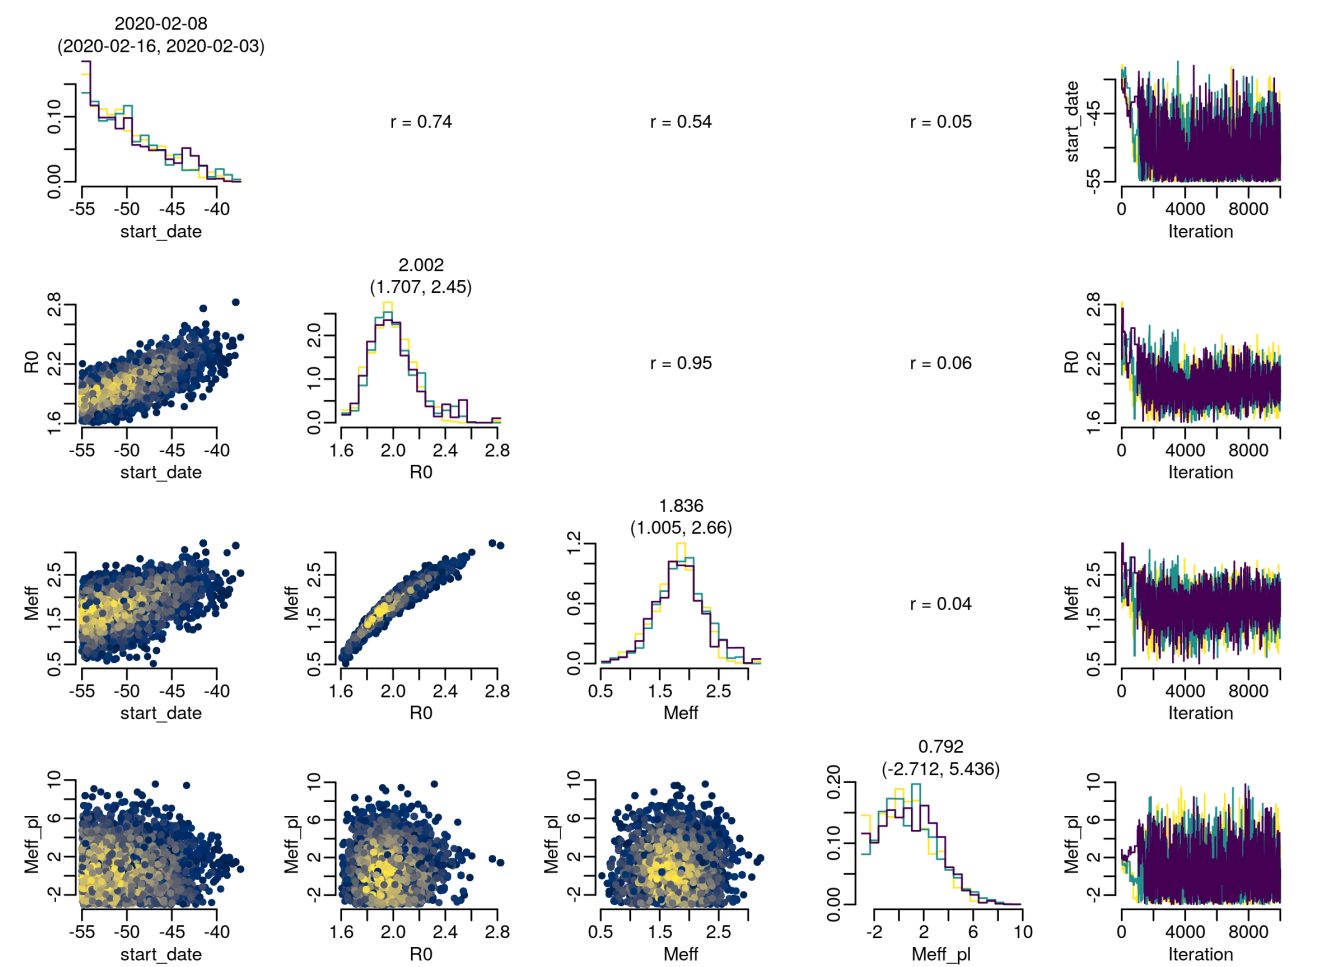 2020-02-08
(2020-02-16, 2020-02-03)
0.00 0.10
-55 -50 -45 -40
start_date
r = 0.74
r = 0.54
r = 0.05
start_date
-55 -45
0 4000 8000
Iteration
R0
1.6 2.2 2.8
-55 -50 -45 -40
start_date
2.002
(1.707, 2.45)
0.0 1.0 2.0
1.6 2.0 2.4 2.8
R0
r = 0.95
r = 0.06
R0
1.6 2.2 2.8
0 4000 8000
Iteration
Meff
0.5 1.5 2.5
-55 -50 -45 -40
start_date
Meff
0.5 1.5 2.5
1.6 2.0 2.4 2.8
R0
1.836
(1.005, 2.66)
0.0 0.6 1.2
0.5 1.5 2.5
Meff
r = 0.04
Meff
0.5 1.5 2.5
0 4000 8000
Iteration
Meff_pl
-2 2 6 10
-55 -50 -45 -40
start_date
Meff_pl
-2 2 6 10
1.6 2.0 2.4 2.8
R0
Meff_pl
-2 2 6 10
0.5 1.5 2.5
Meff
0.792
(-2.712, 5.436)
0.00 0.10 0.20
-2 2 6 10
Meff_pl
Meff_pl
-2 2 6 10
0 4000 8000
Iteration